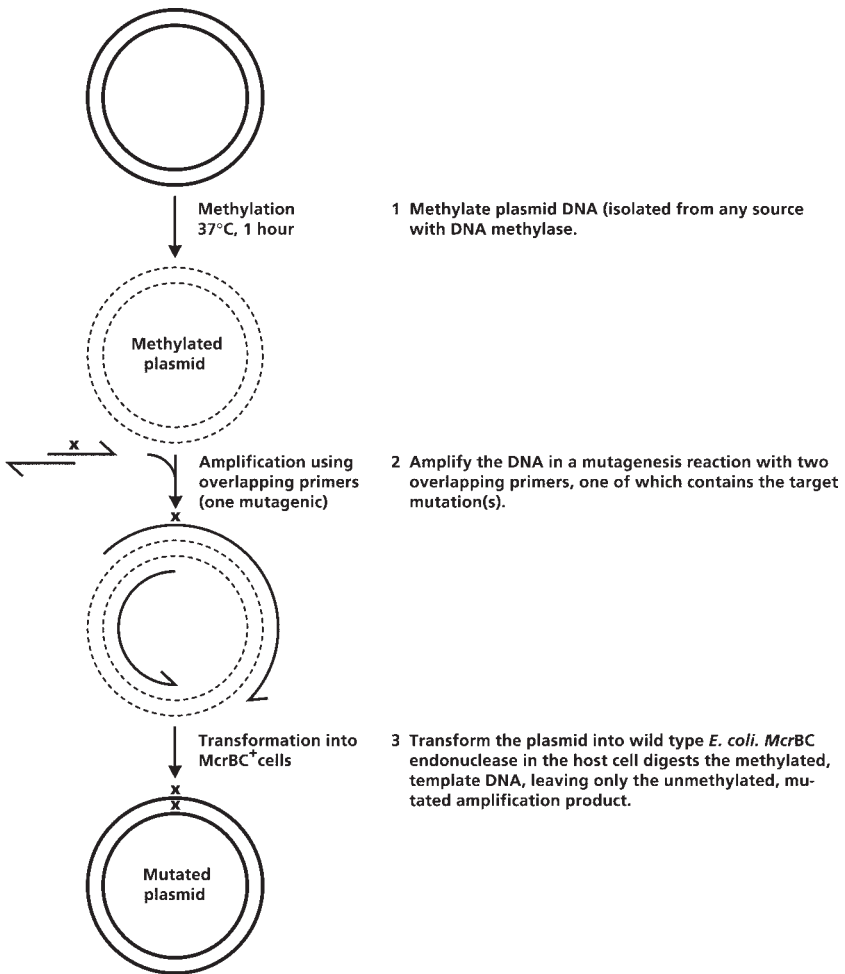 Methylation
37°C, 1 hour
1 Methylate plasmid DNA (isolated from any source
with DNA methylase.
Methylated
plasmid
x
Amplification using
overlapping primers
(one mutagenic)
2 Amplify the DNA in a mutagenesis reaction with two
overlapping primers, one of which contains the target
mutation(s).
x
Transformation into
McrBC+cells
3 Transform the plasmid into wild type E. coli. McrBC
endonuclease in the host cell digests the methylated,
template DNA, leaving only the unmethylated, mu-
tated amplification product.
x
x
Mutated
plasmid